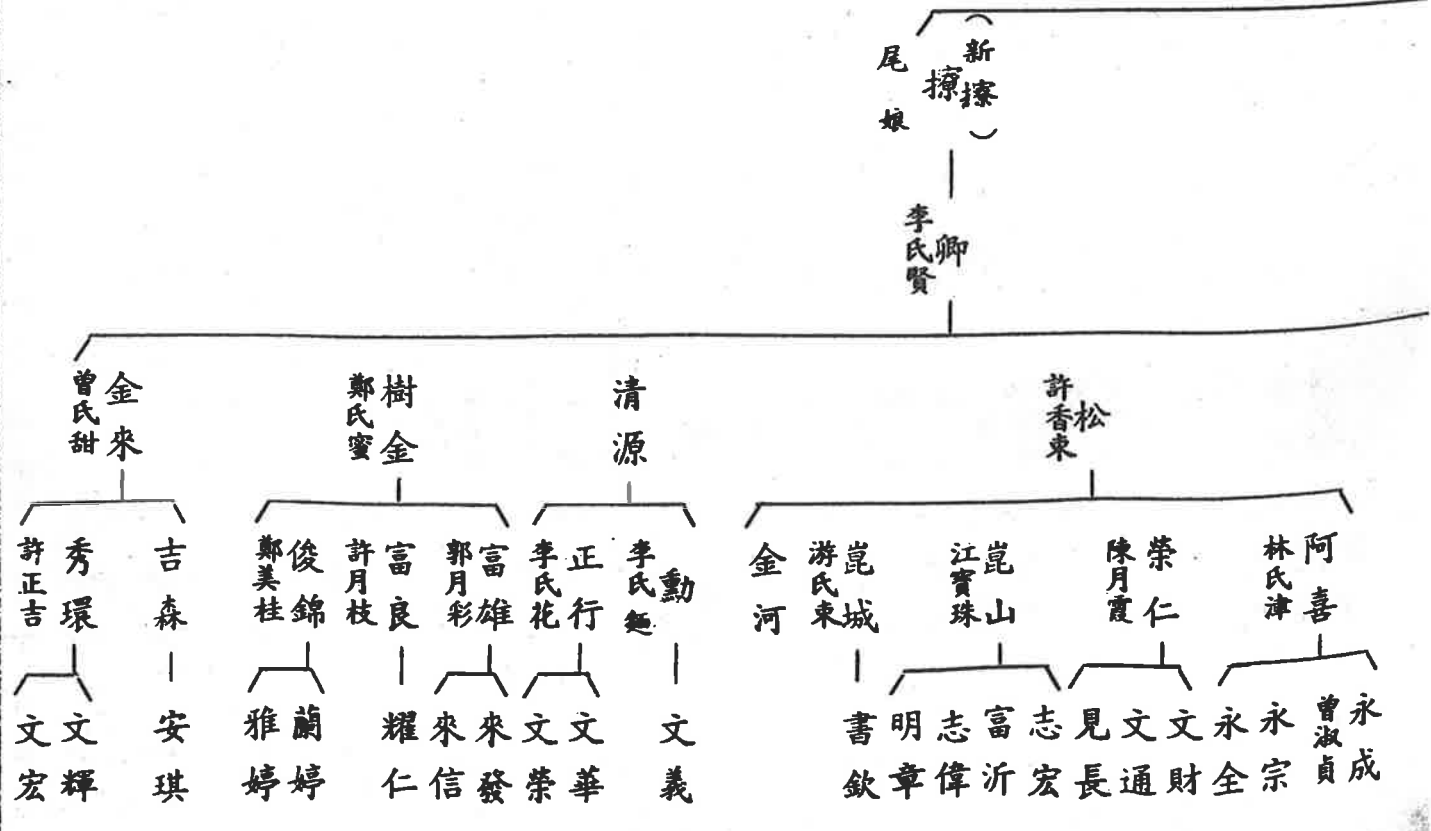 （新撩）
撩
尾娘
卿
李氏賢
松
許香東
清源
樹金
鄭氏蜜
金來
曾氏甜
阿喜
林氏津
榮仁
陳月霞
崑山
江寶珠
崑城
游氏東
金河
勳
李氏
正行
李氏花
富雄
郭月彩
富良
許月枝
俊錦
鄭美桂
吉森
秀環
許正吉
永成
曾淑貞
永宗
永全
文財
文通
見長
志宏
富沂
志偉
明章
書欽
文義
文華
文榮
來發
來信
耀仁
蘭婷
雅婷
安琪
文輝
文宏